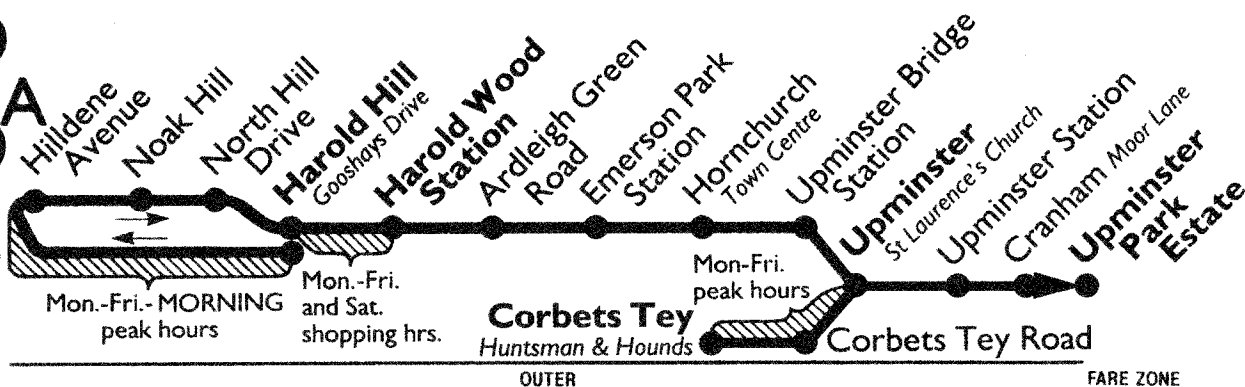 A
Hilldene
Avenue
Noak Hill
North Hill
Drive
Harold Hill
Gooshays Drive
Harold Wood
Station
Ardleigh Green
Road
Emerson Park
Station
Hornchurch
Town Centre
Upminster Bridge
Station
Upminster
St Laurence's Church
Upminster Station
Cranham Moor Lane
Upminster
Park
Estate
Mon.-Fri.-MORNING
peak hours
Mon.-Fri.
and Sat.
shopping hrs.
Mon-Fri.
peak hours
Corbets Tey
Huntsman & Hounds
Corbets Tey Road
OUTER
FARE ZONE